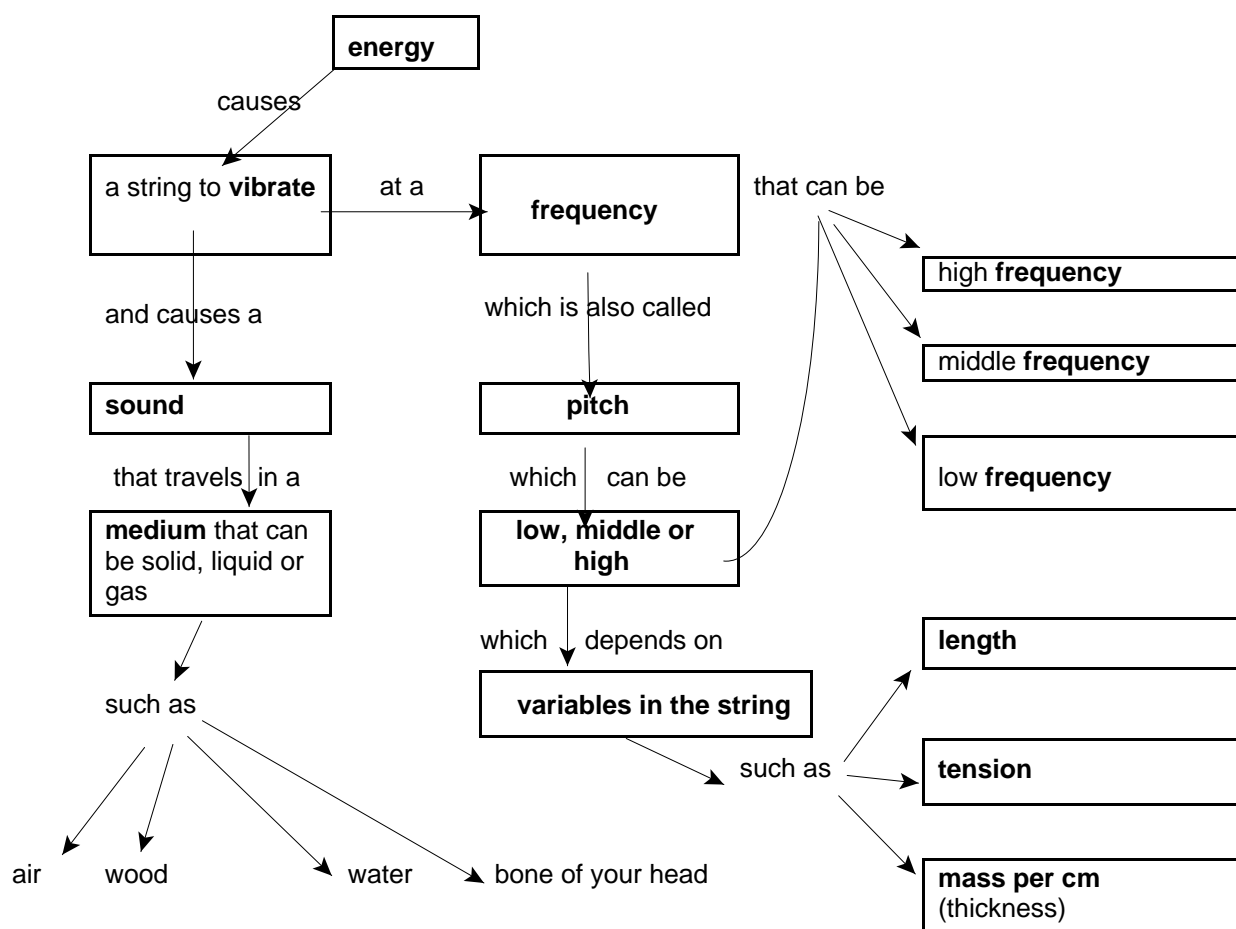 energy
causes
a string to vibrate
at a
frequency
that can be
high frequency
and causes a
which is also called
middle frequency
sound
pitch
low frequency
that travels in a
which can be
medium that can
be solid, liquid or
gas
low, middle or
high
which depends on
length
variables in the string
such as
such as
tension
air
wood
water
bone of your head
mass per cm
(thickness)